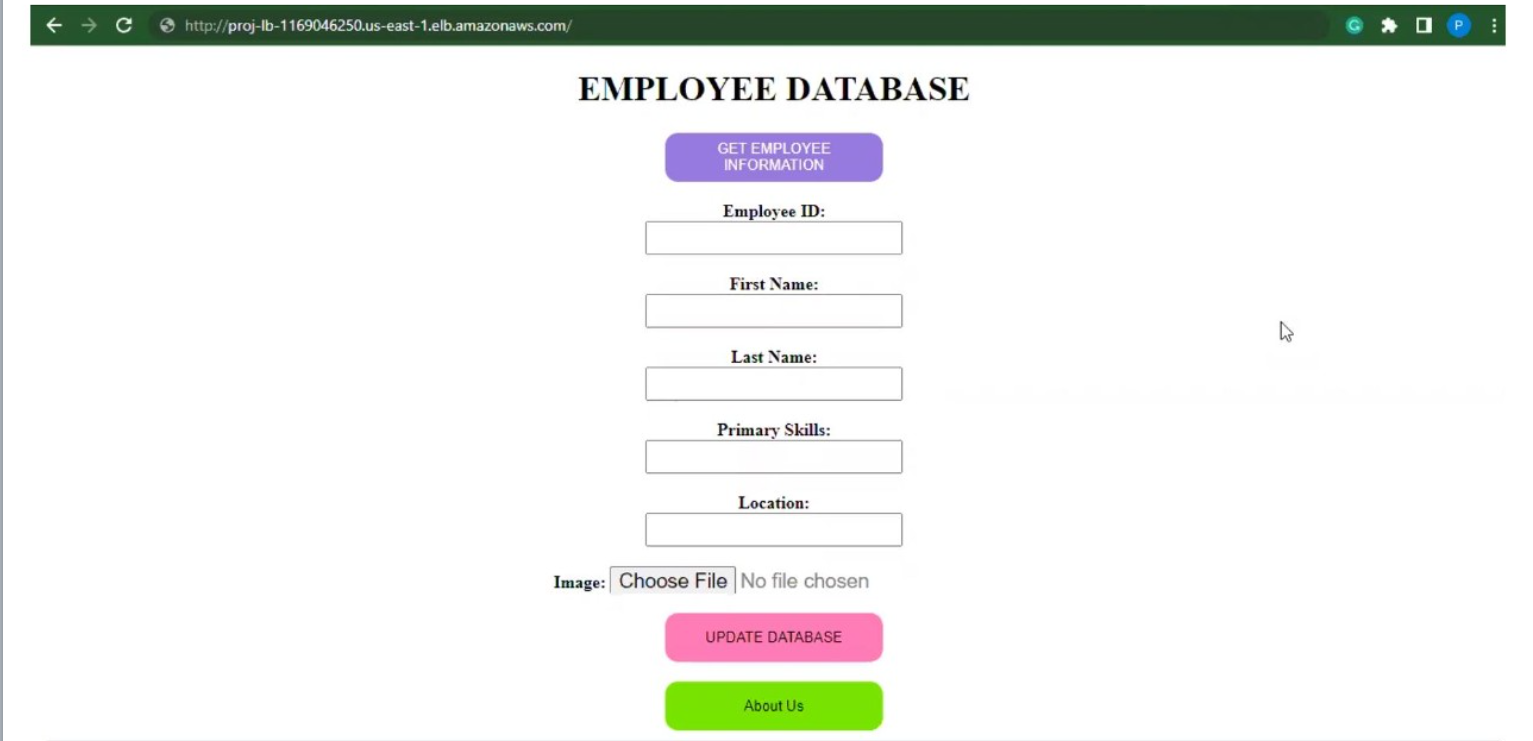 http://proj-lb-1169046250.us-east-1.elb.amazonaws.com/
P
EMPLOYEE DATABASE
GET EMPLOYEE
INFORMATION
Employee ID:
First Name:
Last Name:
Primary Skills:
Location:
Image: Choose File No file chosen
UPDATE DATABASE
About Us